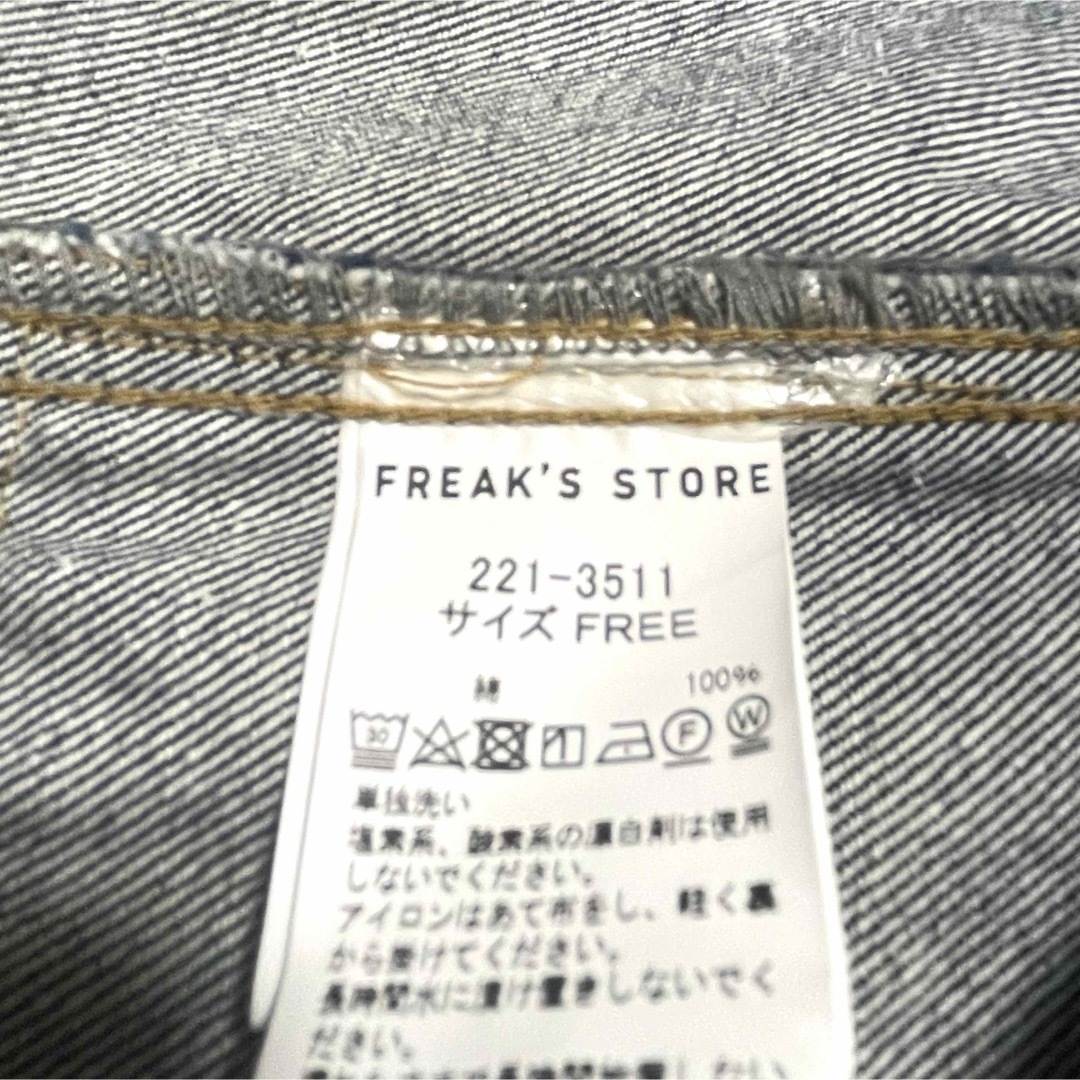 FREAK'S STORE
221-3511
サイズ FREE
綿 100%
30
F W
単独洗い
塩素系、酸素系の漂白剤は使用
しないでください。
アイロンはあて布をし、軽く裏
から掛けてください。
長時間水に漬け置きしないでく
ださい。